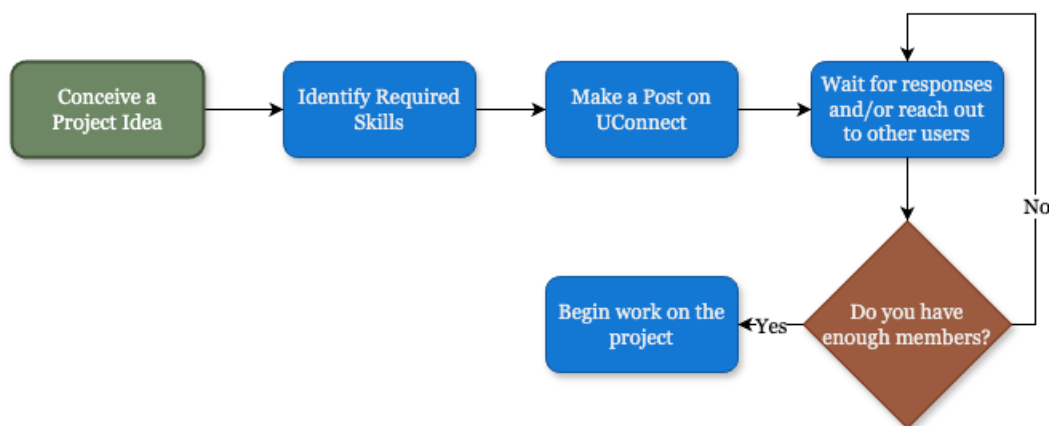 Conceive a
Project Idea
Identify Required
Skills
Make a Post on
UConnect
Wait for responses
and/or reach out
to other users
No
Do you have
enough members?
Yes
Begin work on the
project